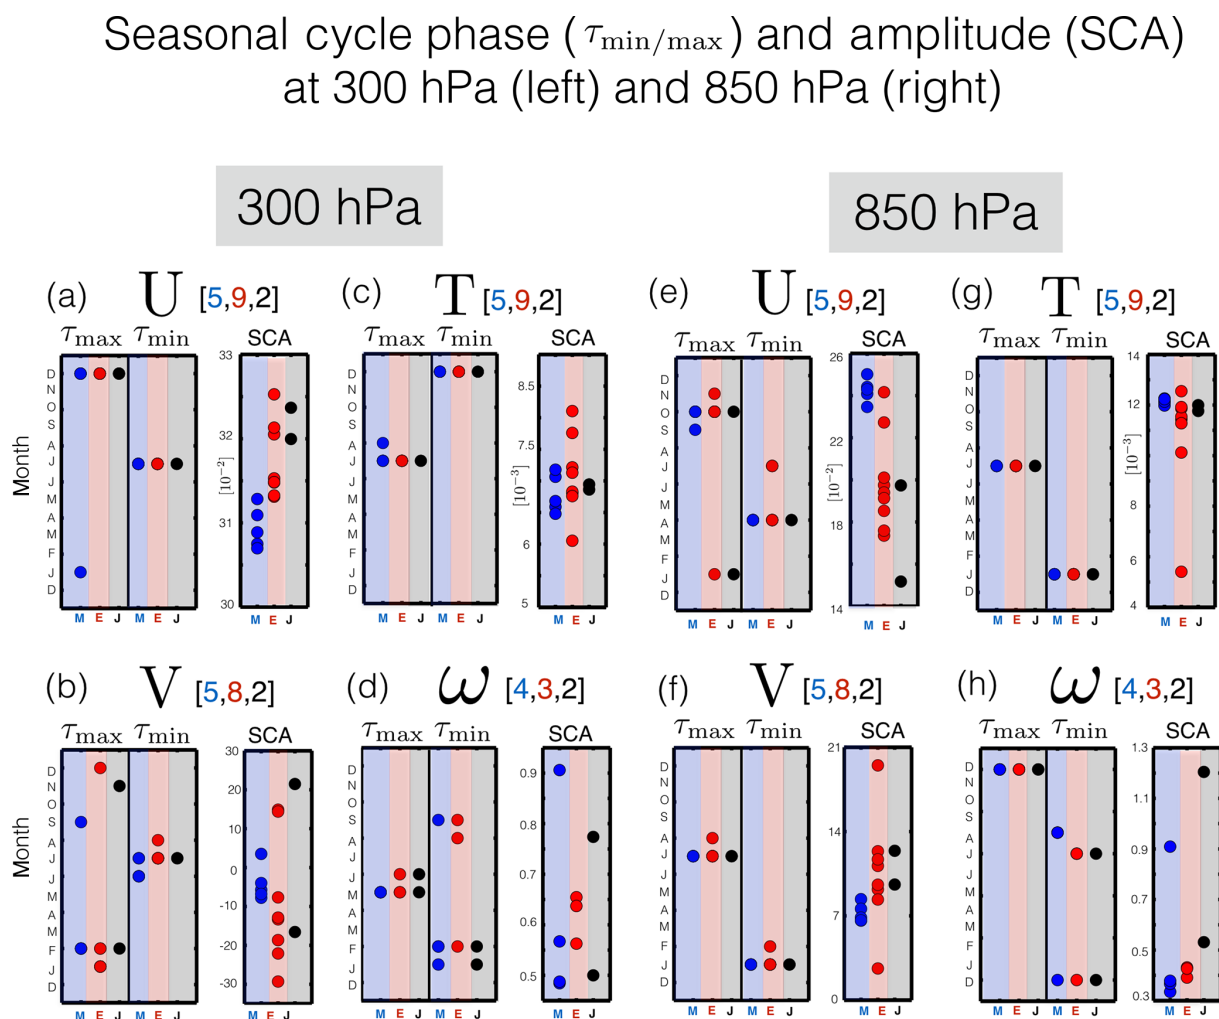 Seasonal cycle phase (τmin/max) and amplitude (SCA)
at 300 hPa (left) and 850 hPa (right)
300 hPa
850 hPa
(a) U [5,9,2]
τmax τmin SCA
Month
D
N
O
S
A
J
J
M
A
M
F
J
D
[10⁻²]
33
32
31
30
M E J M E J M E J
(c) T [5,9,2]
τmax τmin SCA
D
N
O
S
A
J
J
M
A
M
F
J
D
[10⁻³]
8.5
7.5
6
5
M E J M E J M E J
(e) U [5,9,2]
τmax τmin SCA
D
N
O
S
A
J
J
M
A
M
F
J
D
[10⁻²]
26
22
18
14
M E J M E J M E J
(g) T [5,9,2]
τmax τmin SCA
D
N
O
S
A
J
J
M
A
M
F
J
D
[10⁻³]
14
12
10
8
6
4
M E J M E J M E J
(b) V [5,8,2]
τmax τmin SCA
Month
D
N
O
S
A
J
J
M
A
M
F
J
D
30
20
10
0
-10
-20
-30
M E J M E J M E J
(d) ω [4,3,2]
τmax τmin SCA
D
N
O
S
A
J
J
M
A
M
F
J
D
0.9
0.8
0.7
0.6
0.5
M E J M E J M E J
(f) V [5,8,2]
τmax τmin SCA
D
N
O
S
A
J
J
M
A
M
F
J
D
21
14
7
0
M E J M E J M E J
(h) ω [4,3,2]
τmax τmin SCA
D
N
O
S
A
J
J
M
A
M
F
J
D
1.3
1.1
0.9
0.7
0.5
0.3
M E J M E J M E J